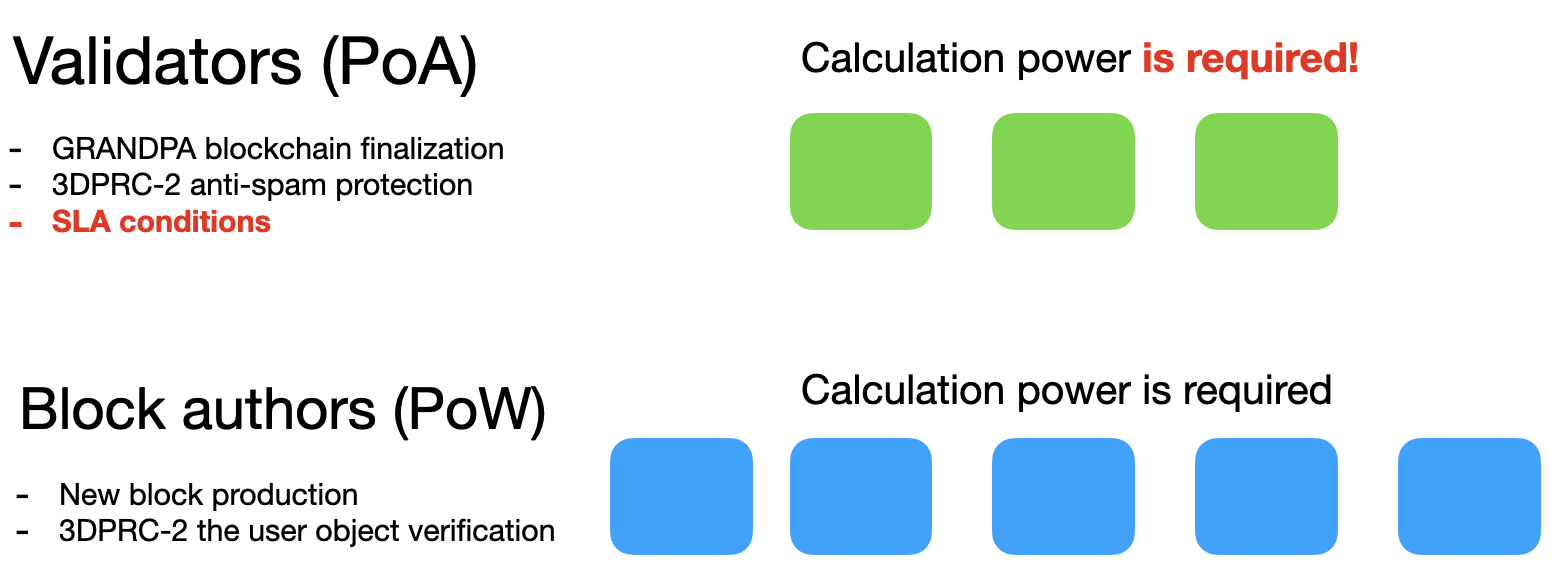 Validators (PoA)
Calculation power is required!
- GRANDPA blockchain finalization
- 3DPRC-2 anti-spam protection
- SLA conditions
Block authors (PoW)
Calculation power is required
- New block production
- 3DPRC-2 the user object verification